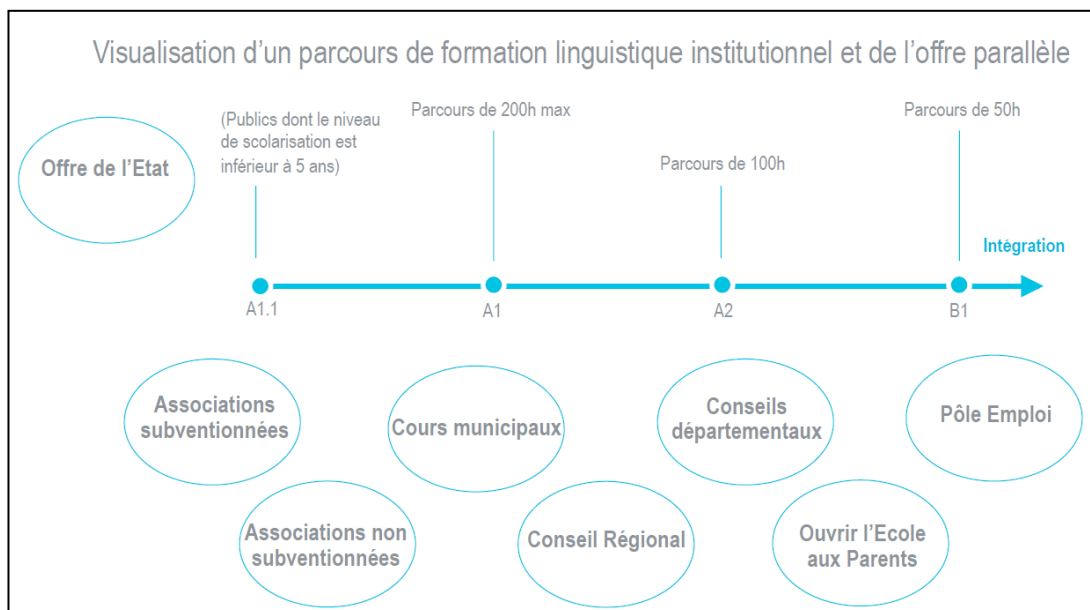 Visualisation d’un parcours de formation linguistique institutionnel et de l’offre parallèle
Offre de l’Etat
(Publics dont le niveau
de scolarisation est
inférieur à 5 ans)
Parcours de 200h max
Parcours de 100h
Parcours de 50h
Intégration
A1.1
A1
A2
B1
Associations
subventionnées
Cours municipaux
Conseils
départementaux
Pôle Emploi
Associations non
subventionnées
Conseil Régional
Ouvrir l’Ecole
aux Parents